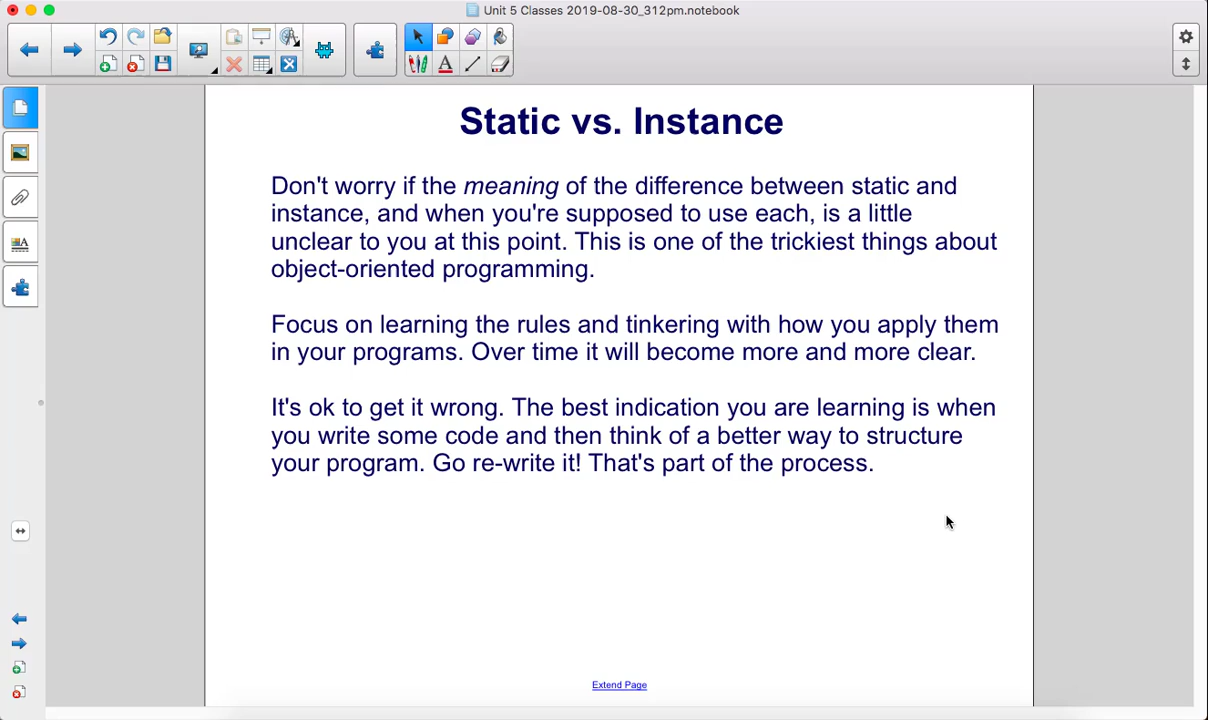 Unit 5 Classes 2019-08-30_312pm.notebook
Static vs. Instance
Don't worry if the meaning of the difference between static and
instance, and when you're supposed to use each, is a little
unclear to you at this point. This is one of the trickiest things about
object-oriented programming.
Focus on learning the rules and tinkering with how you apply them
in your programs. Over time it will become more and more clear.
It's ok to get it wrong. The best indication you are learning is when
you write some code and then think of a better way to structure
your program. Go re-write it! That's part of the process.
Extend Page